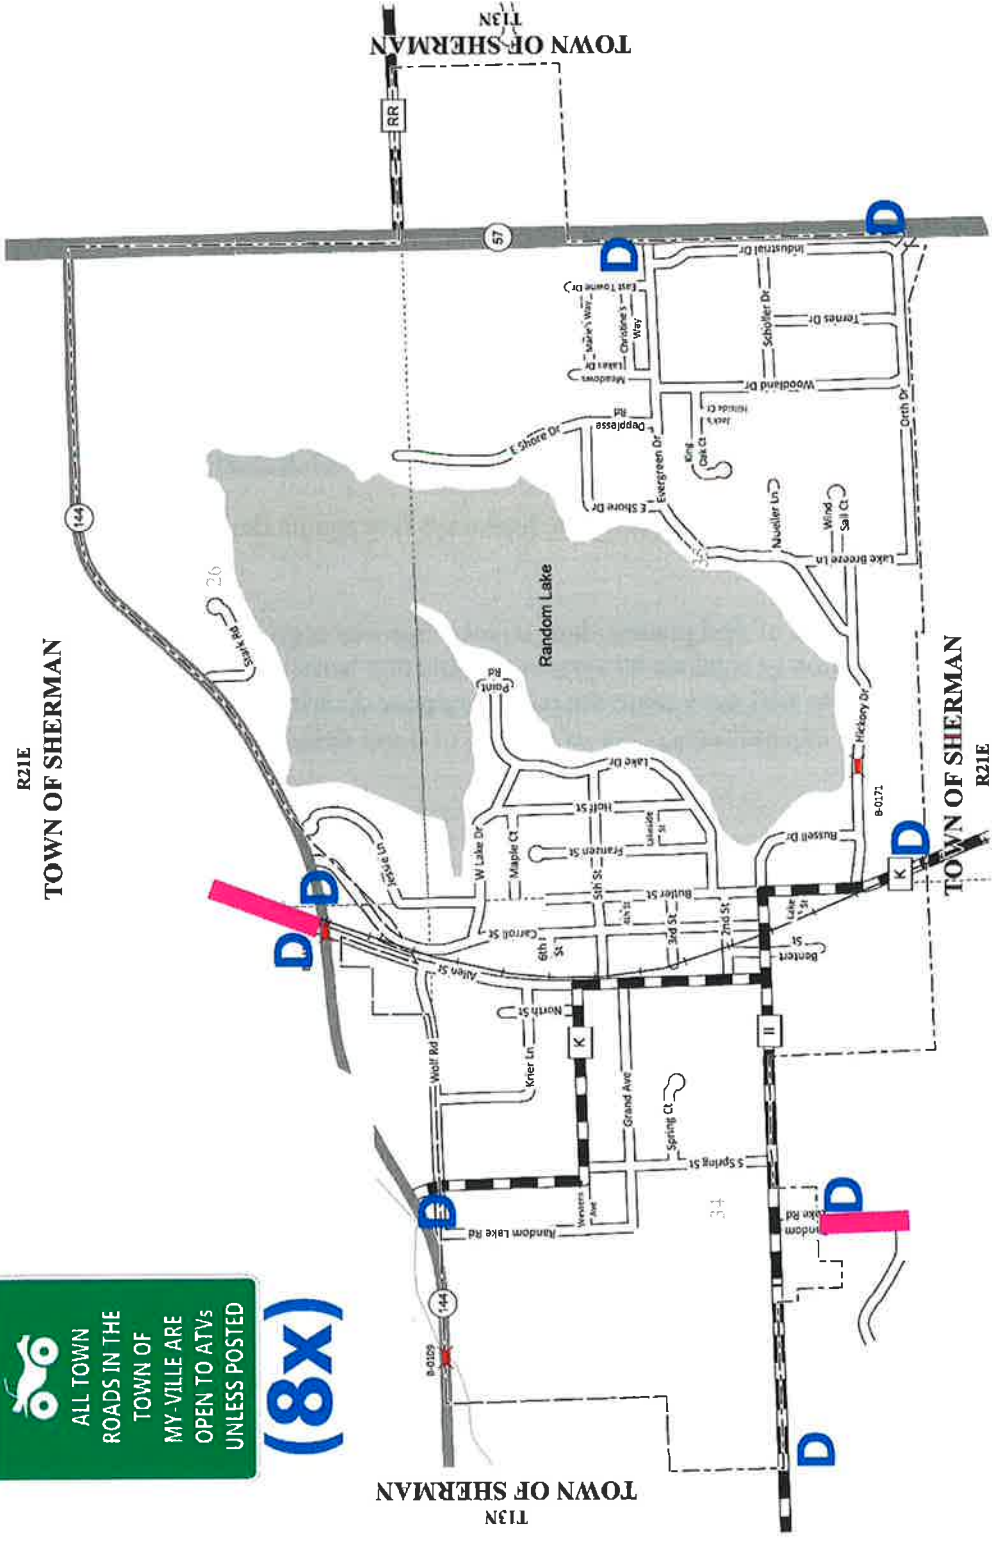 ALL TOWN
ROADS IN THE
TOWN OF
MY-VILLE ARE
OPEN TO ATVs
UNLESS POSTED
(8x)
R21E
TOWN OF SHERMAN
TOWN OF SHERMAN
T13N
TOWN OF SHERMAN
T13N
TOWN OF SHERMAN
R21E
RR
57
144
144
K
K
II
26
34
Random Lake
B-0109
B-0171
D
D
D
D
D
D
D
D
Stark Rd
Jessie Ln
W Lake Dr
Maple Ct
Point
Rd
Lake Dr
Holf St
Lakeside
St
Franzen St
5th St
Butler St
4th St
3rd St
2nd St
Carroll St
6th
St
Allen St
North St
Wolf Rd
Krier Ln
Grand Ave
Spring Ct
S Spring St
Western
Ave
Random Lake Rd
Lake Rd
Bentert
St
Lake
St
Russell Dr
Hickory Dr
Lake Breeze Ln
Wind
Sail Ct
Mueller Ln
E Shore Dr
E Shore Dr
Evergreen Dr
Depplesse
Rd
King
Oak Ct
Jack's
Hillside Ct
Meadows
Lakes Dr
Marie's Way
Christine's
Way
East Towne Dr
Industrial Dr
Scholler Dr
Ternies Dr
Woodland Dr
Orth Dr